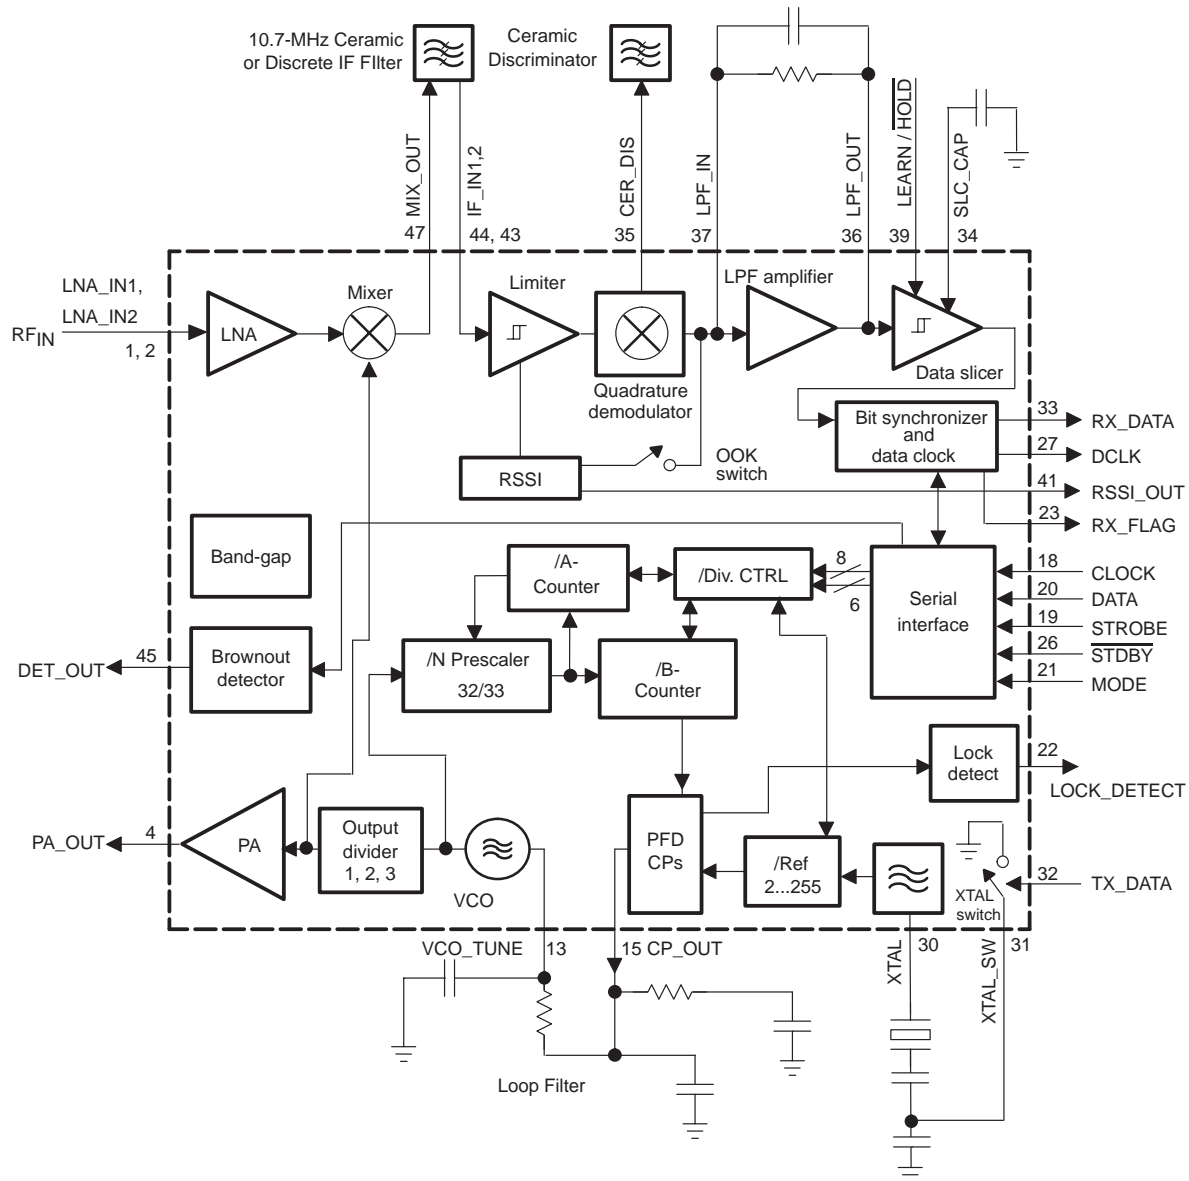 10.7-MHz Ceramic
or Discrete IF FIlter
Ceramic
Discriminator
MIX_OUT
IF_IN1,2
CER_DIS
LPF_IN
LPF_OUT
LEARN / HOLD
SLC_CAP
47
44, 43
35
37
36
39
34
LNA_IN1,
LNA_IN2
RFIN
1, 2
LNA
Mixer
Limiter
Quadrature
demodulator
LPF amplifier
Data slicer
RSSI
OOK
switch
Bit synchronizer
and
data clock
33
RX_DATA
27
DCLK
41
RSSI_OUT
23
RX_FLAG
Band-gap
/A-
Counter
/Div. CTRL
8
6
Serial
interface
18
CLOCK
20
DATA
19
STROBE
26
STDBY
21
MODE
DET_OUT
45
Brownout
detector
/N Prescaler
32/33
/B-
Counter
Lock
detect
22
LOCK_DETECT
PA_OUT
4
PA
Output
divider
1, 2, 3
VCO
PFD
CPs
/Ref
2...255
XTAL
switch
32
TX_DATA
VCO_TUNE
13
15 CP_OUT
XTAL
30
XTAL_SW
31
Loop Filter